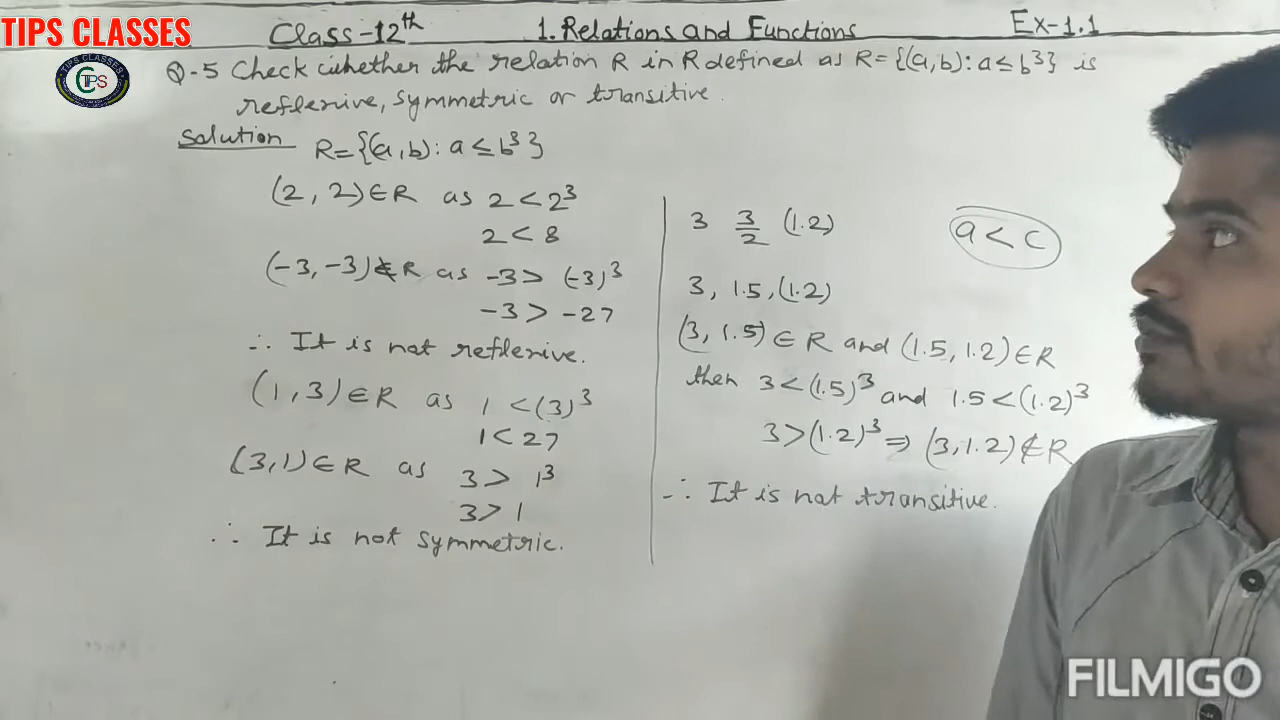 TIPS CLASSES
Class-12th 1. Relations and Functions Ex-1.1
TIPS CLASSES
TPS
Q-5 Check whether the relation R in R defined as R={(a,b): a≤b³} is
reflexive, symmetric or transitive.
Solution R={(a,b): a≤b³}
(2, 2)∈R as 2<2³
2<8
(-3,-3)∉R as -3> (-3)³
-3> -27
∴ It is not reflexive.
(1,3)∈R as 1<(3)³
1<27
(3,1)∈R as 3> 1³
3> 1
∴ It is not symmetric.
3 3/2 (1.2)
3, 1.5, (1.2)
(3, 1.5)∈R and (1.5, 1.2)∈R
then 3<(1.5)³ and 1.5<(1.2)³
3>(1.2)³ ⇒ (3,1.2)∉R
∴ It is not transitive.
a<c
FILMIGO